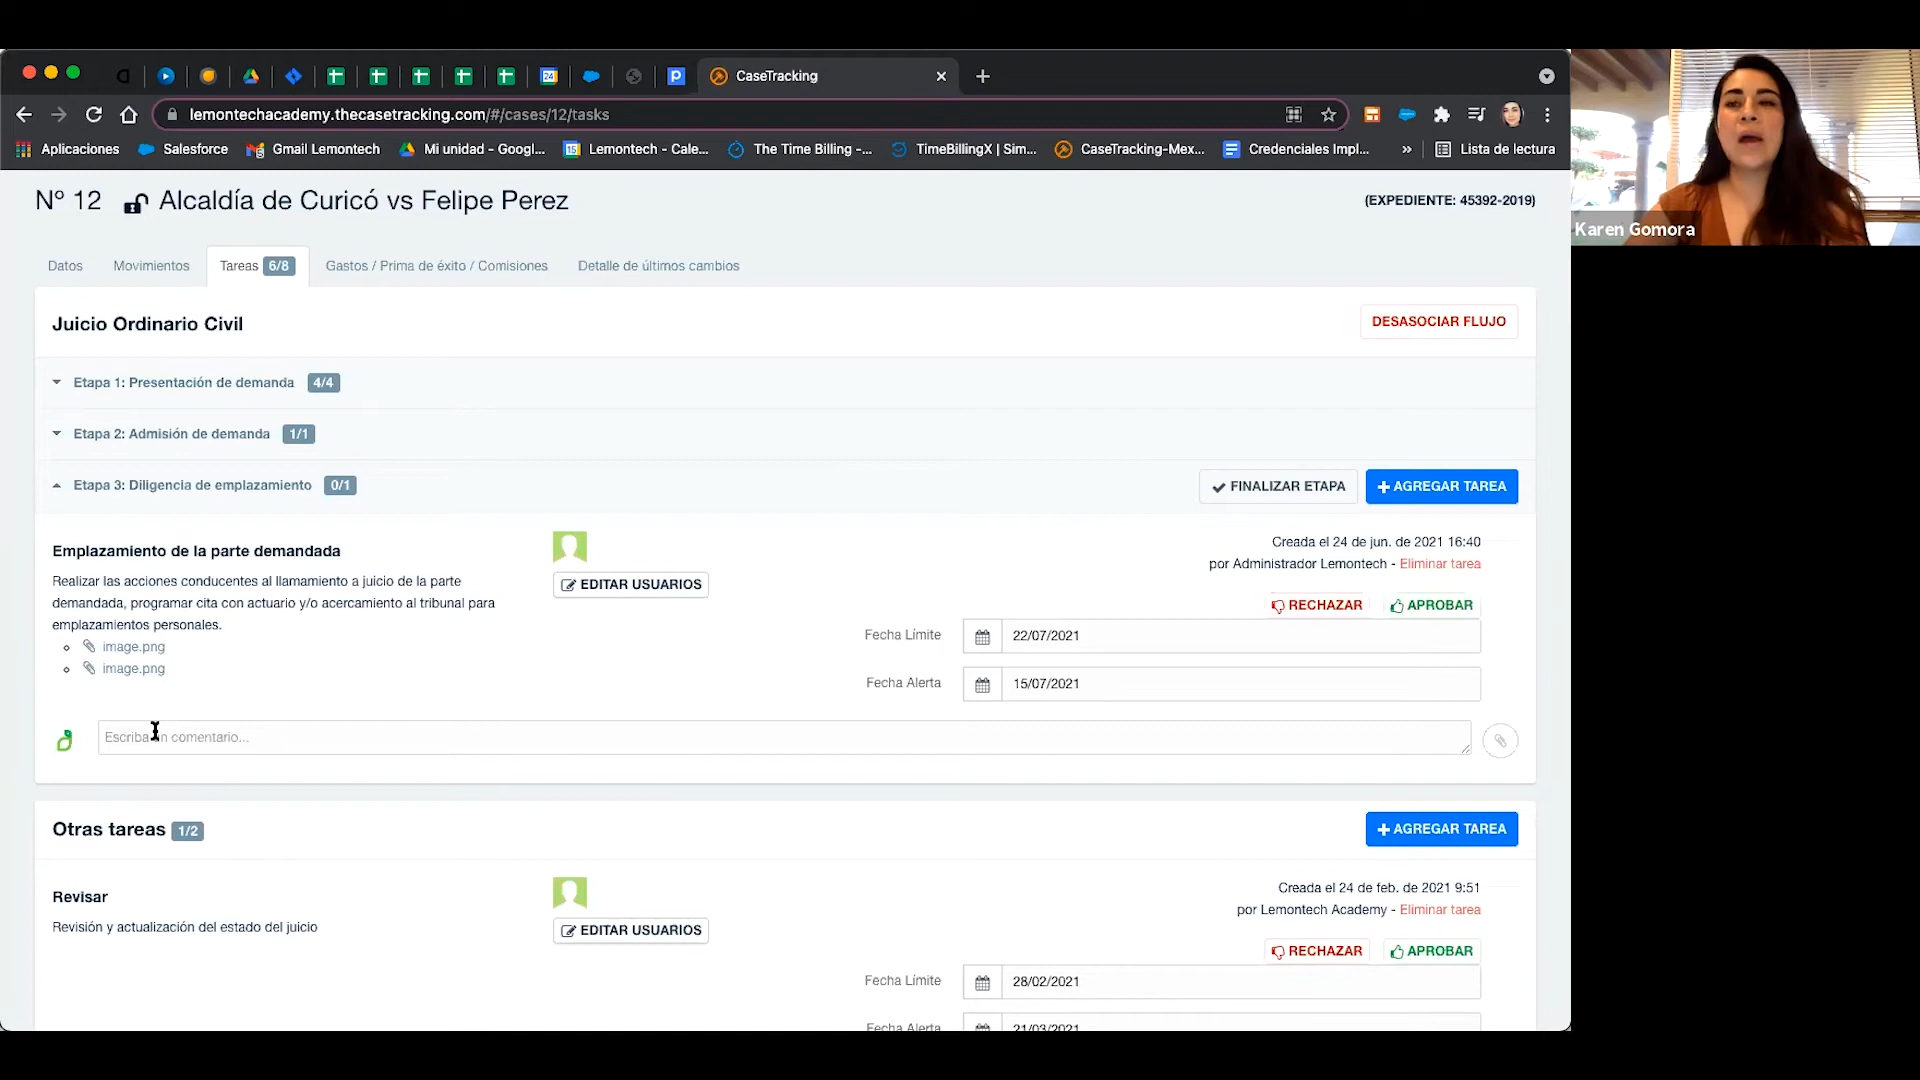 CaseTracking
lemontechacademy.thecasetracking.com/#/cases/12/tasks
Aplicaciones Salesforce Gmail Lemontech Mi unidad - Googl... Lemontech - Cale... The Time Billing -... TimeBillingX | Sim... CaseTracking-Mex... Credenciales Impl... » Lista de lectura
Karen Gomora
Nº 12 Alcaldía de Curicó vs Felipe Perez
(EXPEDIENTE: 45392-2019)
Datos Movimientos Tareas 6/8 Gastos / Prima de éxito / Comisiones Detalle de últimos cambios
Juicio Ordinario Civil
DESASOCIAR FLUJO
Etapa 1: Presentación de demanda 4/4
Etapa 2: Admisión de demanda 1/1
Etapa 3: Diligencia de emplazamiento 0/1
FINALIZAR ETAPA + AGREGAR TAREA
Emplazamiento de la parte demandada
Realizar las acciones conducentes al llamamiento a juicio de la parte
demandada, programar cita con actuario y/o acercamiento al tribunal para
emplazamientos personales.
image.png
image.png
EDITAR USUARIOS
Creada el 24 de jun. de 2021 16:40
por Administrador Lemontech - Eliminar tarea
RECHAZAR APROBAR
Fecha Límite 22/07/2021
Fecha Alerta 15/07/2021
Escriba un comentario...
Otras tareas 1/2
+ AGREGAR TAREA
Revisar
Revisión y actualización del estado del juicio
EDITAR USUARIOS
Creada el 24 de feb. de 2021 9:51
por Lemontech Academy - Eliminar tarea
RECHAZAR APROBAR
Fecha Límite 28/02/2021
Fecha Alerta 21/03/2021